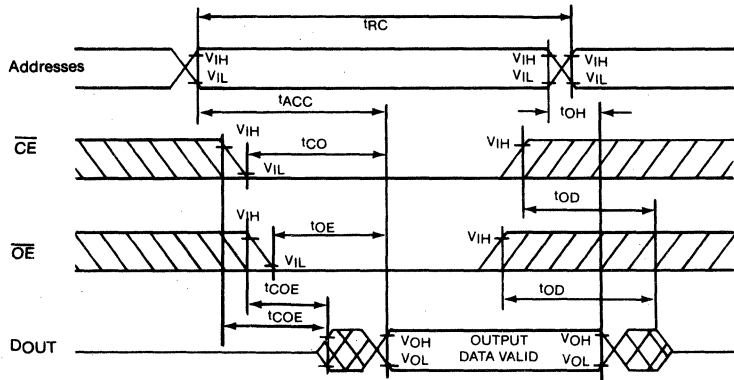 tRC
Addresses VIH VIL VIH VIL VIH VIL
tACC tOH
CE VIH tCO VIL VIH
tOD
OE VIH tOE VIL VIH
tCOE tOD
tCOE
DOUT VOH VOL OUTPUT DATA VALID VOH VOL